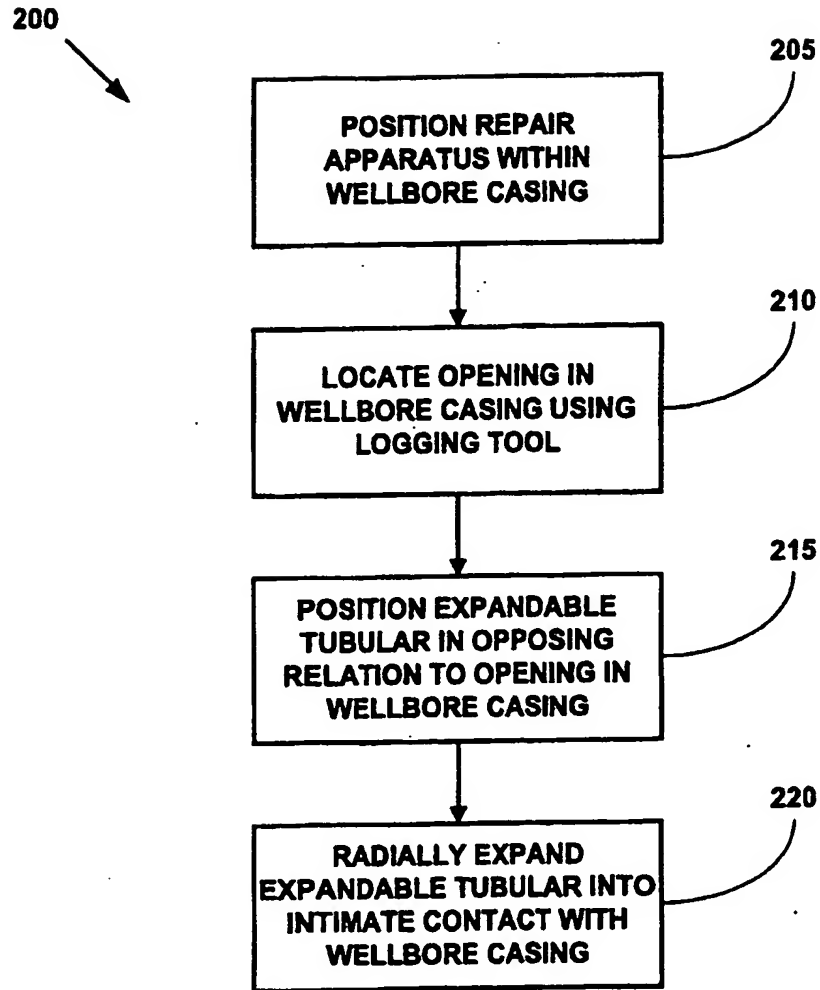 200
205
POSITION REPAIR
APPARATUS WITHIN
WELLBORE CASING
210
LOCATE OPENING IN
WELLBORE CASING USING
LOGGING TOOL
215
POSITION EXPANDABLE
TUBULAR IN OPPOSING
RELATION TO OPENING IN
WELLBORE CASING
220
RADIALLY EXPAND
EXPANDABLE TUBULAR INTO
INTIMATE CONTACT WITH
WELLBORE CASING